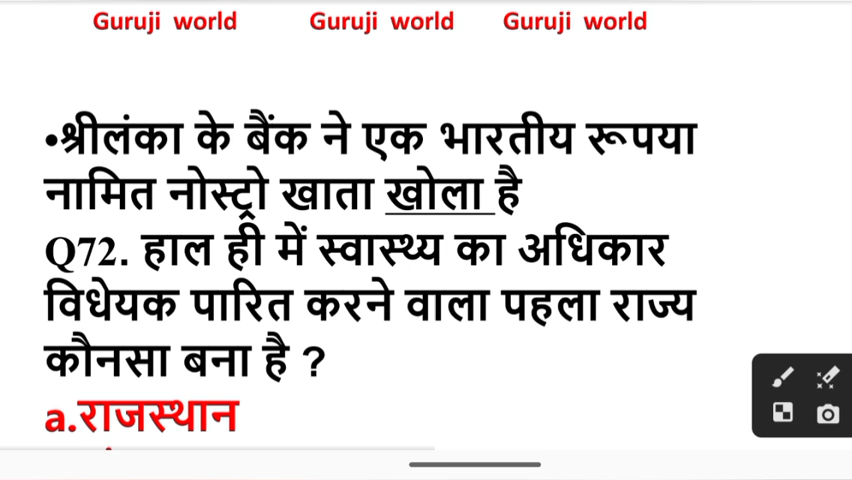 Guruji world Guruji world Guruji world
•श्रीलंका के बैंक ने एक भारतीय रूपया
नामित नोस्ट्रो खाता खोला है
Q72. हाल ही में स्वास्थ्य का अधिकार
विधेयक पारित करने वाला पहला राज्य
कौनसा बना है ?
a.राजस्थान